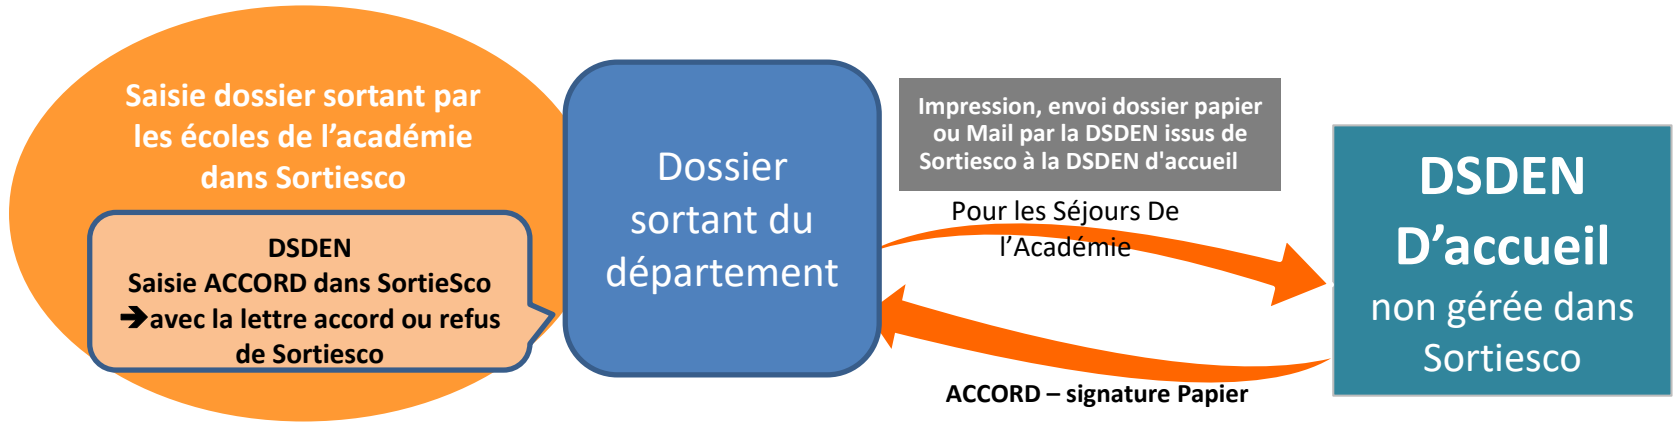 Saisie dossier sortant par
les écoles de l’académie
dans Sortiesco
DSDEN
Saisie ACCORD dans SortieSco
➔avec la lettre accord ou refus
de Sortiesco
Dossier
sortant du
département
Impression, envoi dossier papier
ou Mail par la DSDEN issus de
Sortiesco à la DSDEN d'accueil
Pour les Séjours De
l’Académie
ACCORD – signature Papier
DSDEN
D’accueil
non gérée dans
Sortiesco